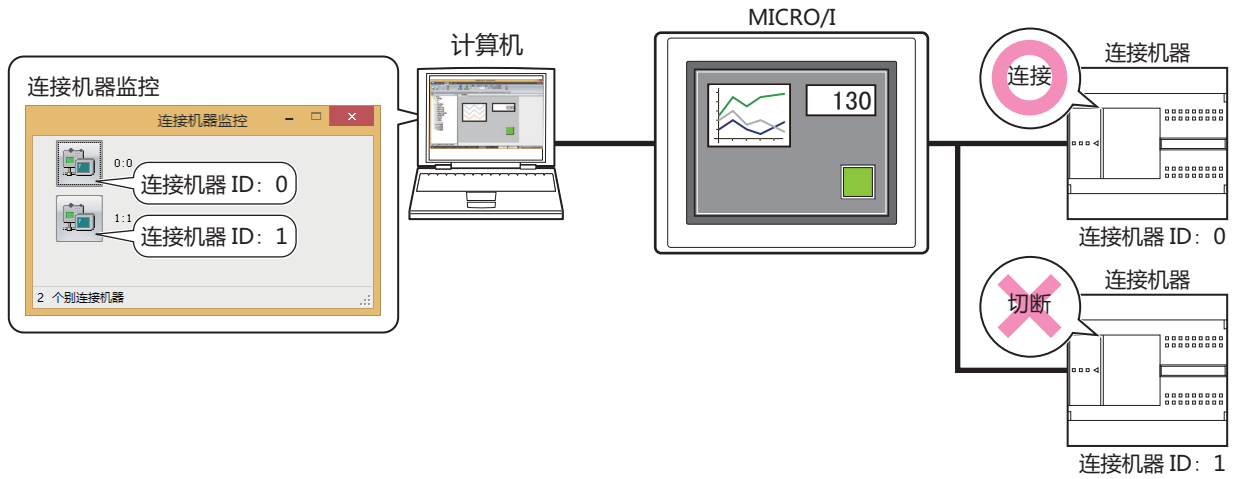 MICRO/I
计算机
连接机器监控
连接机器监控
0:0
连接机器 ID: 0
1:1
连接机器 ID: 1
2 个别连接机器
130
连接
连接机器
连接机器 ID: 0
切断
连接机器
连接机器 ID: 1